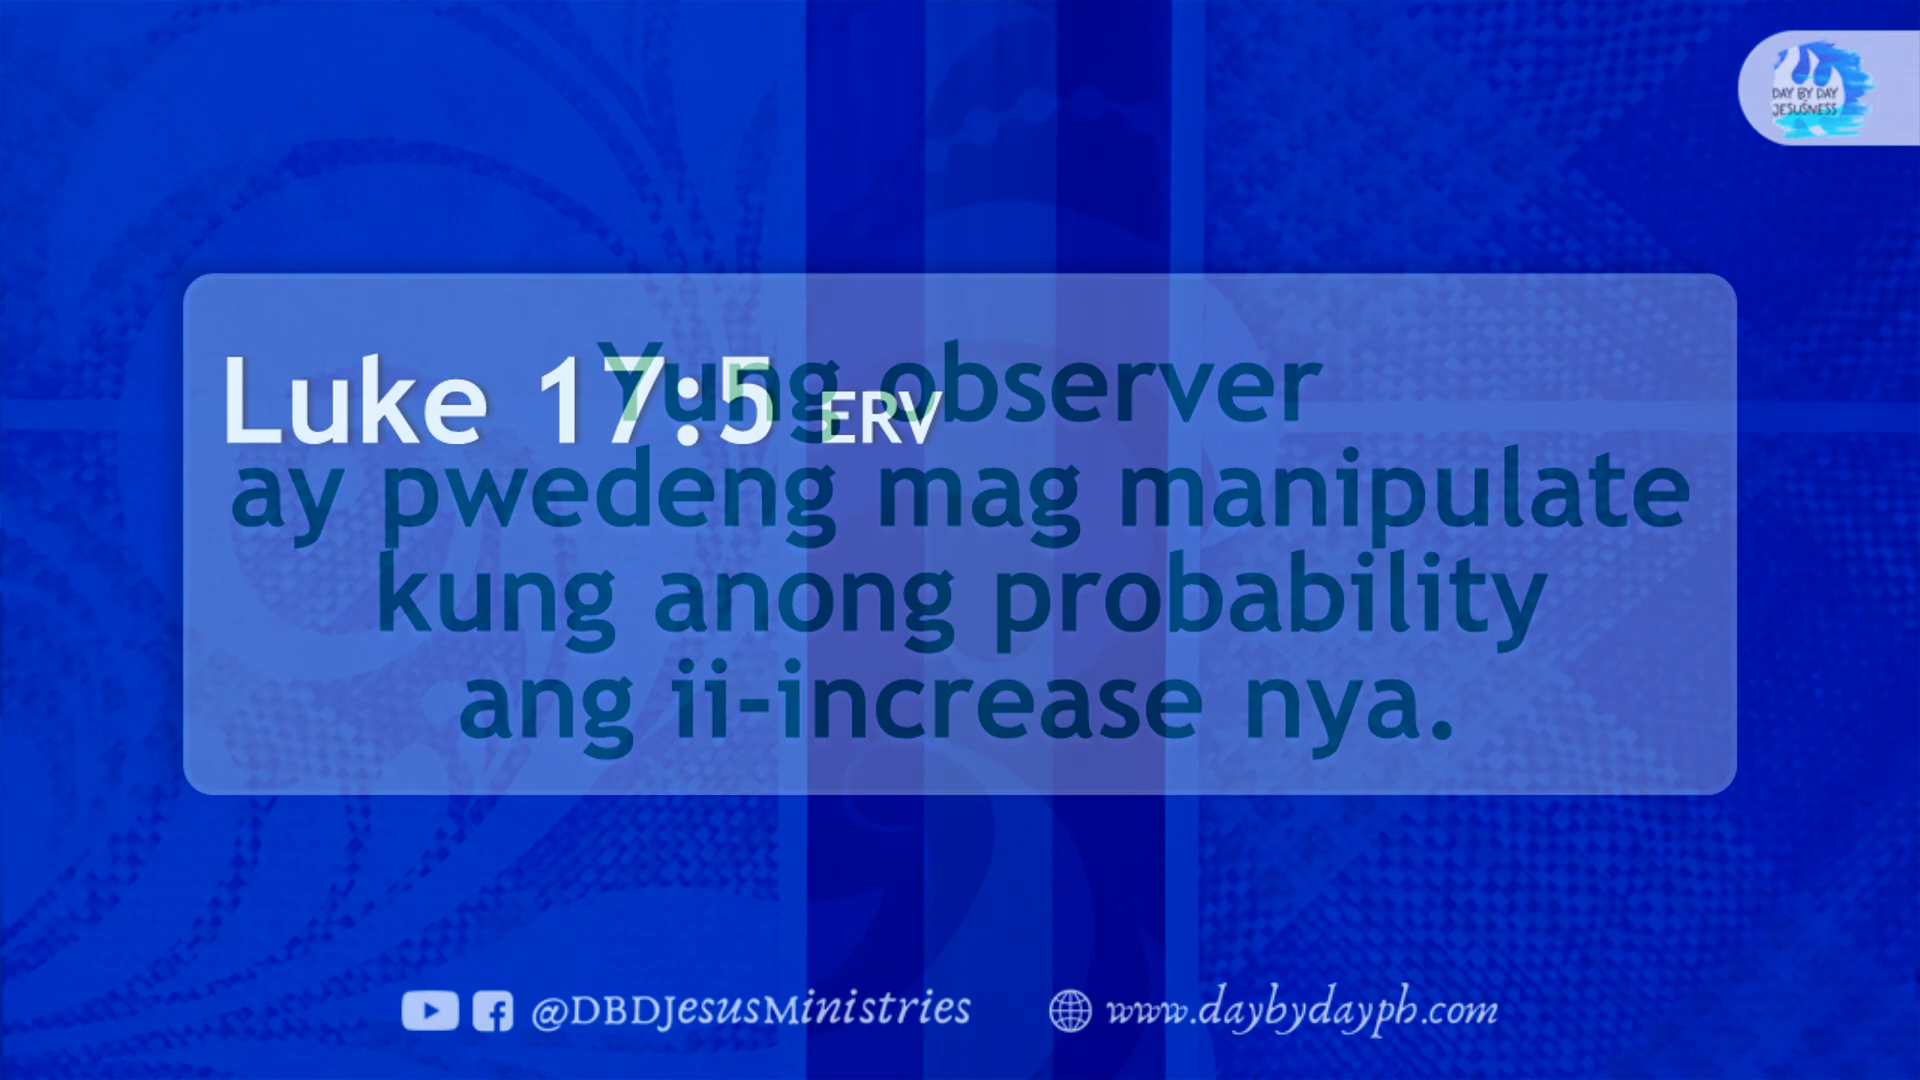 DAY BY DAY
JESUSNESS
Luke 17:5 ERV
Yung observer
ay pwedeng mag manipulate
kung anong probability
ang ii-increase nya.
@DBDJesusMinistries
www.daybydayph.com